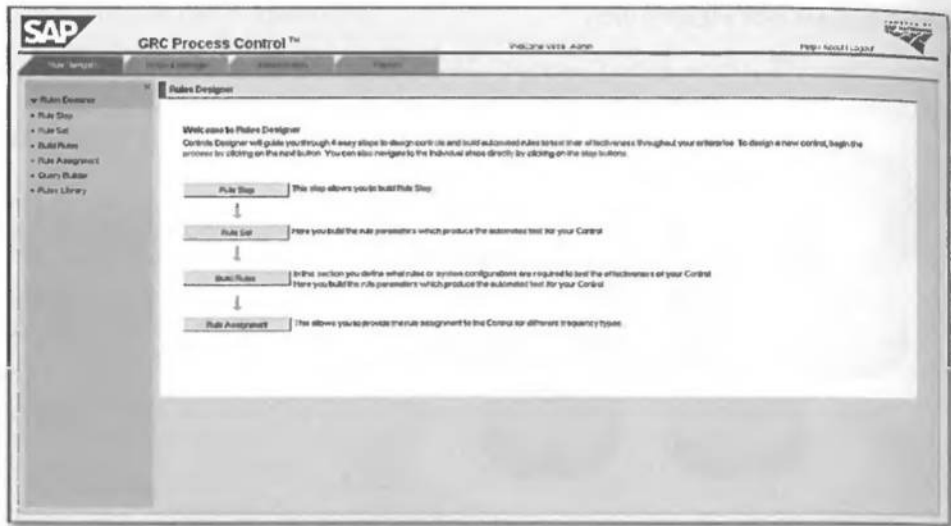 SAP
GRC Process Control ™
Help | About | Logout
Rules Designer
Rules Designer
• Rule Step
• Rule Set
• Build Rules
• Rule Assignment
• Query Builder
• Rules Library
Welcome to Rules Designer
Controls Designer will guide you through 4 easy steps to design controls and build automated rules to test their effectiveness throughout your enterprise. To design a new control, begin the
process by clicking on the next button. You can also navigate to the individual steps directly by clicking on the step buttons.
Rule Step This step allows you to build Rule Step
Rule Set Here you build the rule parameters which produce the automated test for your Control
Build Rules In this section you define what rules or system configurations are required to test the effectiveness of your Control
Here you build the rule parameters which produce the automated test for your Control
Rule Assignment This allows you to provide the rule assignment to the Control for different frequency types